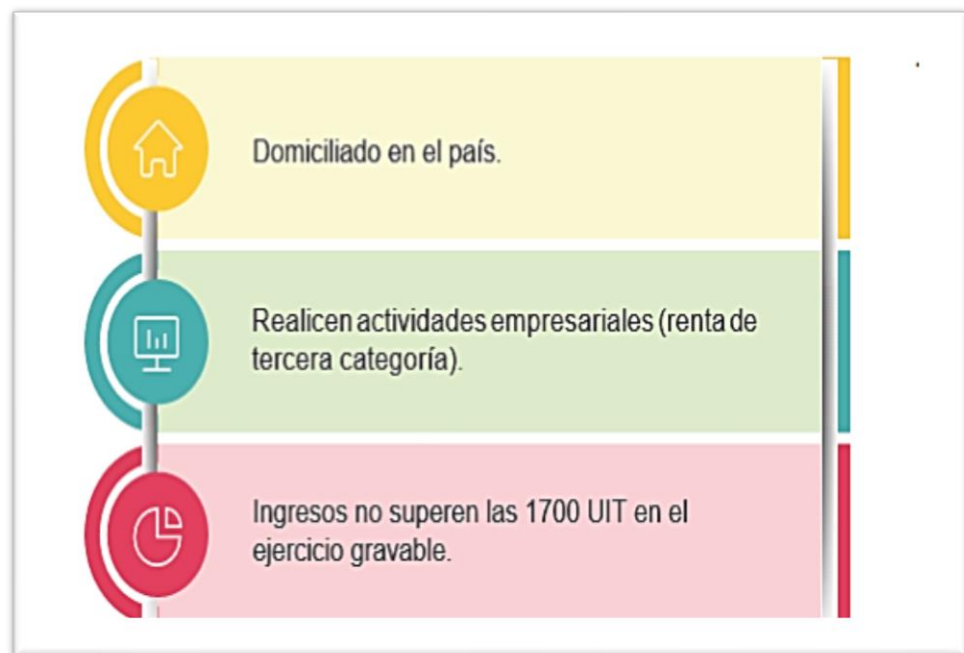 Domiciliado en el país.
Realicen actividades empresariales (renta de
tercera categoría).
Ingresos no superen las 1700 UIT en el
ejercicio gravable.